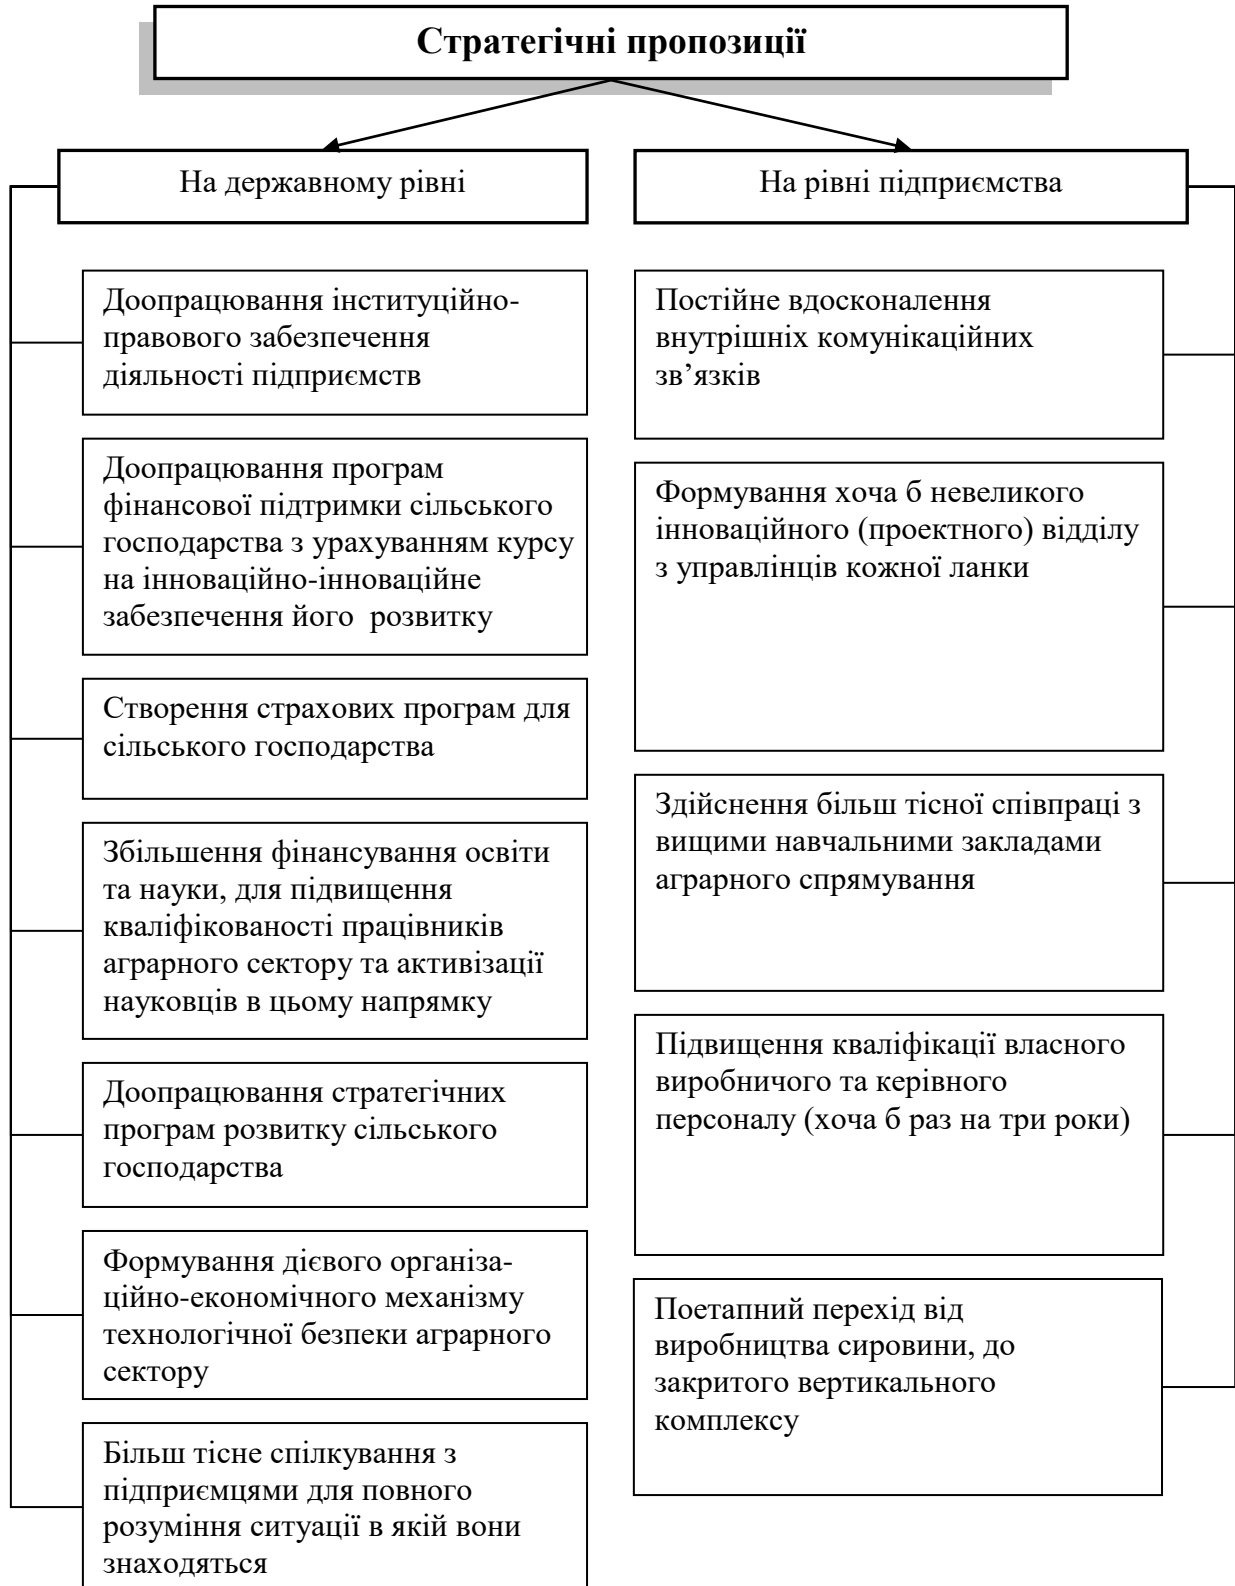 Стратегічні пропозиції
На державному рівні
Доопрацювання інституційно-
правового забезпечення
діяльності підприємств
Доопрацювання програм
фінансової підтримки сільського
господарства з урахуванням курсу
на інноваційно-інноваційне
забезпечення його розвитку
Створення страхових програм для
сільського господарства
Збільшення фінансування освіти
та науки, для підвищення
кваліфікованості працівників
аграрного сектору та активізації
науковців в цьому напрямку
Доопрацювання стратегічних
програм розвитку сільського
господарства
Формування дієвого організа-
ційно-економічного механізму
технологічної безпеки аграрного
сектору
Більш тісне спілкування з
підприємцями для повного
розуміння ситуації в якій вони
знаходяться
На рівні підприємства
Постійне вдосконалення
внутрішніх комунікаційних
зв’язків
Формування хоча б невеликого
інноваційного (проектного) відділу
з управлінців кожної ланки
Здійснення більш тісної співпраці з
вищими навчальними закладами
аграрного спрямування
Підвищення кваліфікації власного
виробничого та керівного
персоналу (хоча б раз на три роки)
Поетапний перехід від
виробництва сировини, до
закритого вертикального
комплексу